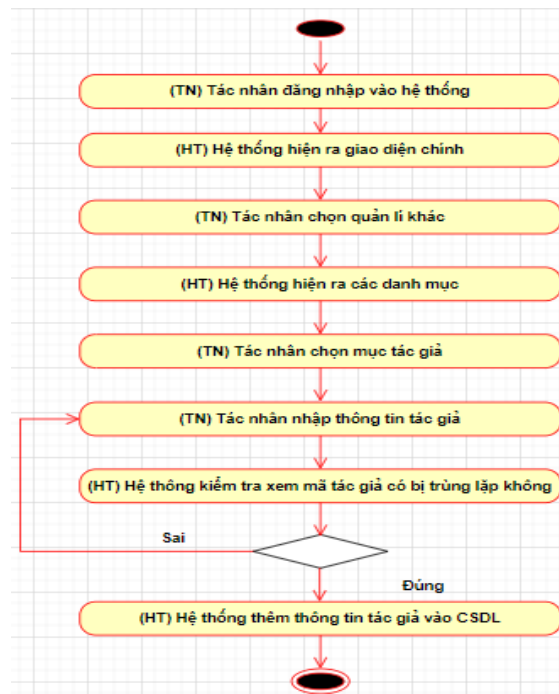 (TN) Tác nhân đăng nhập vào hệ thống
(HT) Hệ thống hiện ra giao diện chính
(TN) Tác nhân chọn quản lí khác
(HT) Hệ thống hiện ra các danh mục
(TN) Tác nhân chọn mục tác giả
(TN) Tác nhân nhập thông tin tác giả
(HT) Hệ thông kiểm tra xem mã tác giả có bị trùng lặp không
Sai
Đúng
(HT) Hệ thống thêm thông tin tác giả vào CSDL